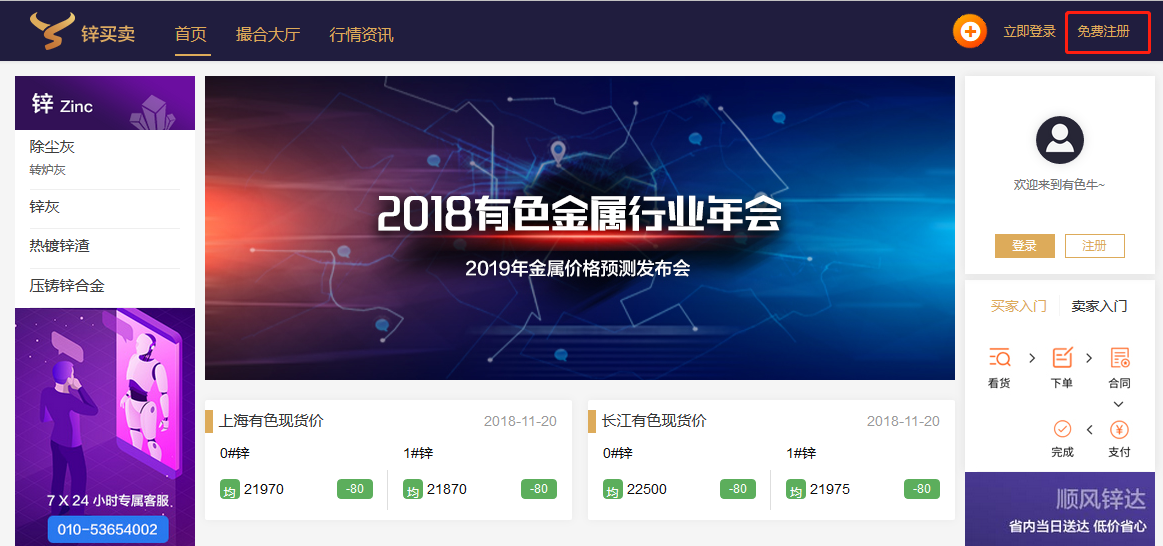 锌买卖
首页 撮合大厅 行情资讯
立即登录 免费注册
锌 Zinc
除尘灰
转炉灰
锌灰
热镀锌渣
压铸锌合金
7 X 24 小时专属客服
010-53654002
2018有色金属行业年会
2019年金属价格预测发布会
上海有色现货价 2018-11-20
0#锌 1#锌
均 21970 -80 均 21870 -80
长江有色现货价 2018-11-20
0#锌 1#锌
均 22500 -80 均 21975 -80
欢迎来到有色牛~
登录 注册
买家入门 卖家入门
看货 下单 合同
完成 支付
顺风锌达
省内当日送达 低价省心